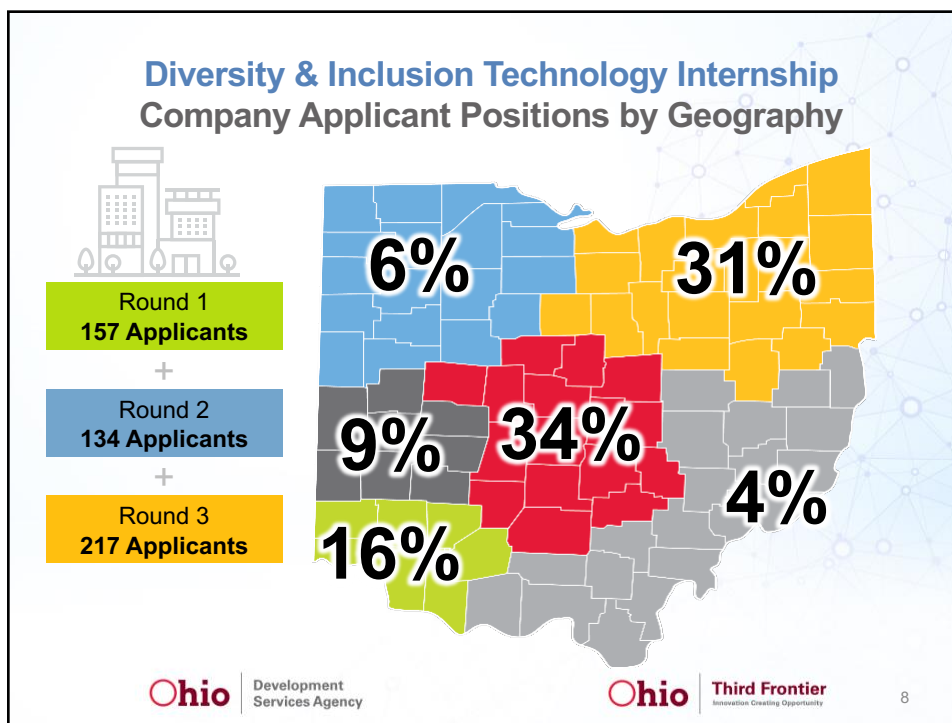 Diversity & Inclusion Technology Internship
Company Applicant Positions by Geography
Round 1
157 Applicants
+
Round 2
134 Applicants
+
Round 3
217 Applicants
6%
31%
9%
34%
4%
16%
Ohio
Development
Services Agency
Ohio
Third Frontier
Innovation Creating Opportunity
8